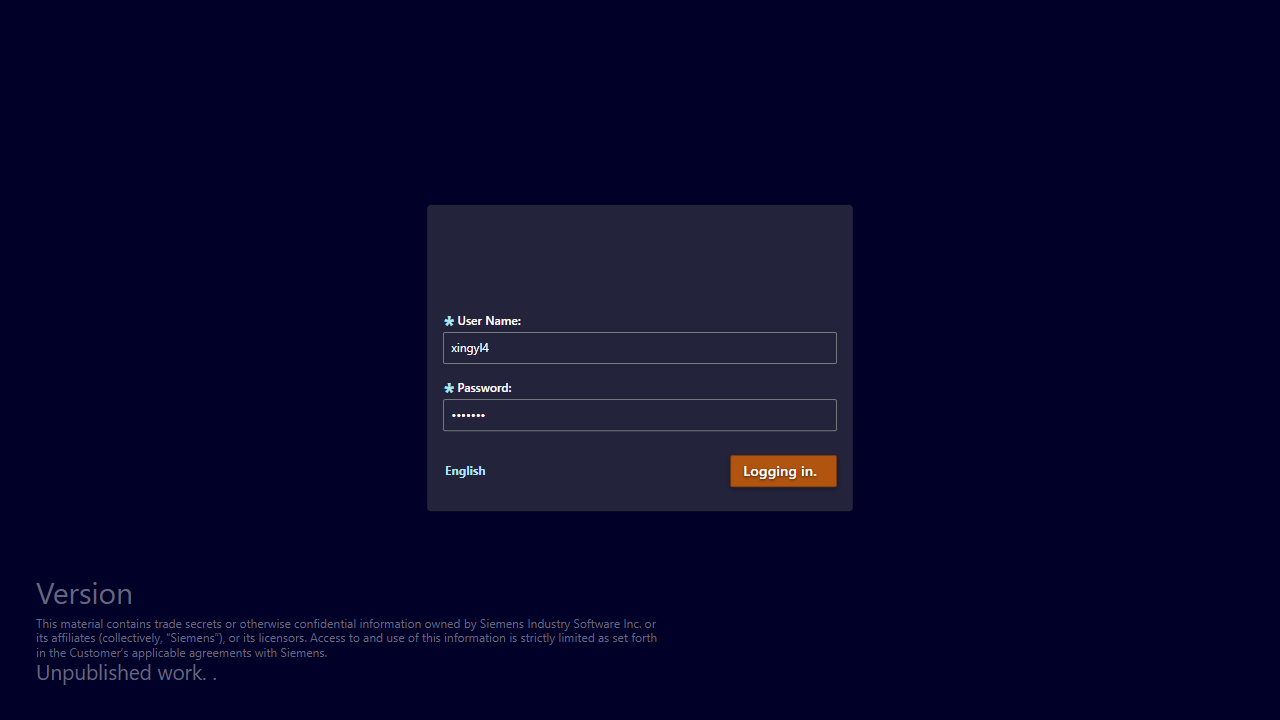 * User Name:
xingyl4
* Password:
•••••••
English
Logging in.
Version
This material contains trade secrets or otherwise confidential information owned by Siemens Industry Software Inc. or
its affiliates (collectively, “Siemens”), or its licensors. Access to and use of this information is strictly limited as set forth
in the Customer’s applicable agreements with Siemens.
Unpublished work. .